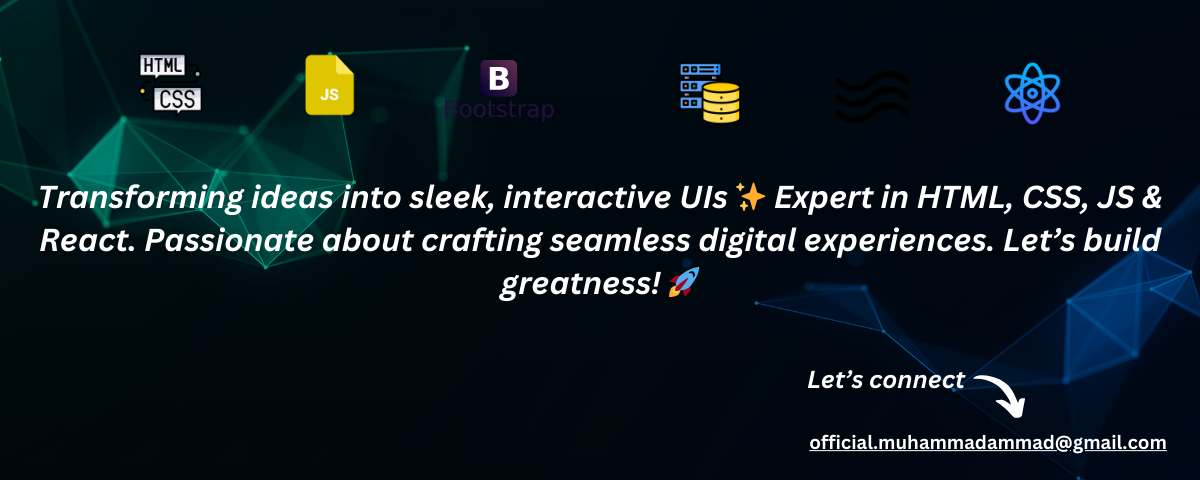 HTML
CSS
JS
B
Bootstrap
Transforming ideas into sleek, interactive UIs ✨ Expert in HTML, CSS, JS &
React. Passionate about crafting seamless digital experiences. Let’s build
greatness! 🚀
Let’s connect
official.muhammadammad@gmail.com